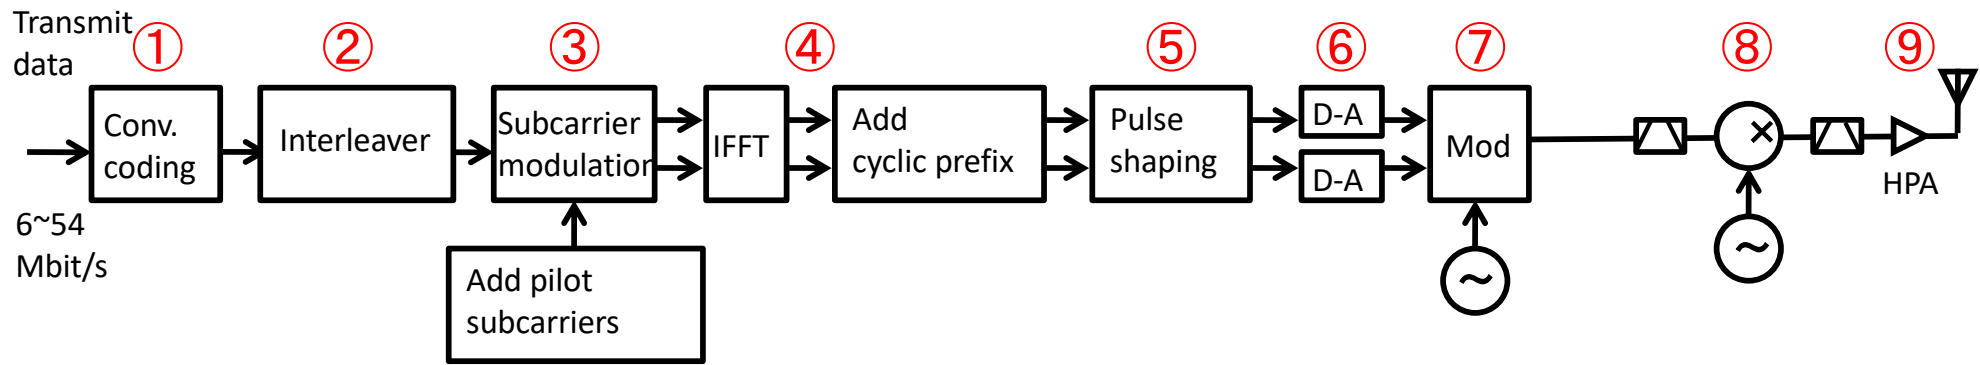 Transmit
data
①
②
③
④
⑤
⑥
⑦
⑧
⑨
Conv.
coding
Interleaver
Subcarrier
modulation
IFFT
Add
cyclic prefix
Pulse
shaping
D-A
D-A
Mod
×
HPA
6~54
Mbit/s
Add pilot
subcarriers
~
~